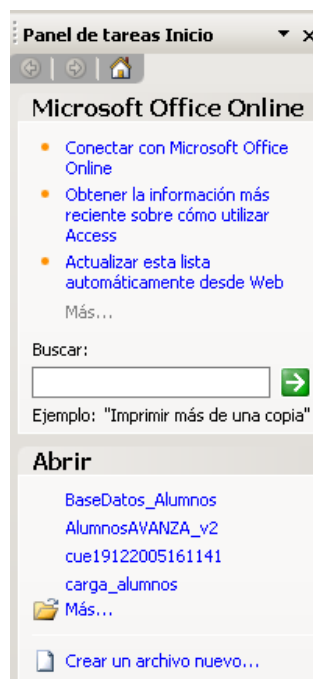 Panel de tareas Inicio
Microsoft Office Online
Conectar con Microsoft Office
Online
Obtener la información más
reciente sobre cómo utilizar
Access
Actualizar esta lista
automáticamente desde Web
Más...
Buscar:
Ejemplo: "Imprimir más de una copia"
Abrir
BaseDatos_Alumnos
AlumnosAVANZA_v2
cue19122005161141
carga_alumnos
Más...
Crear un archivo nuevo...